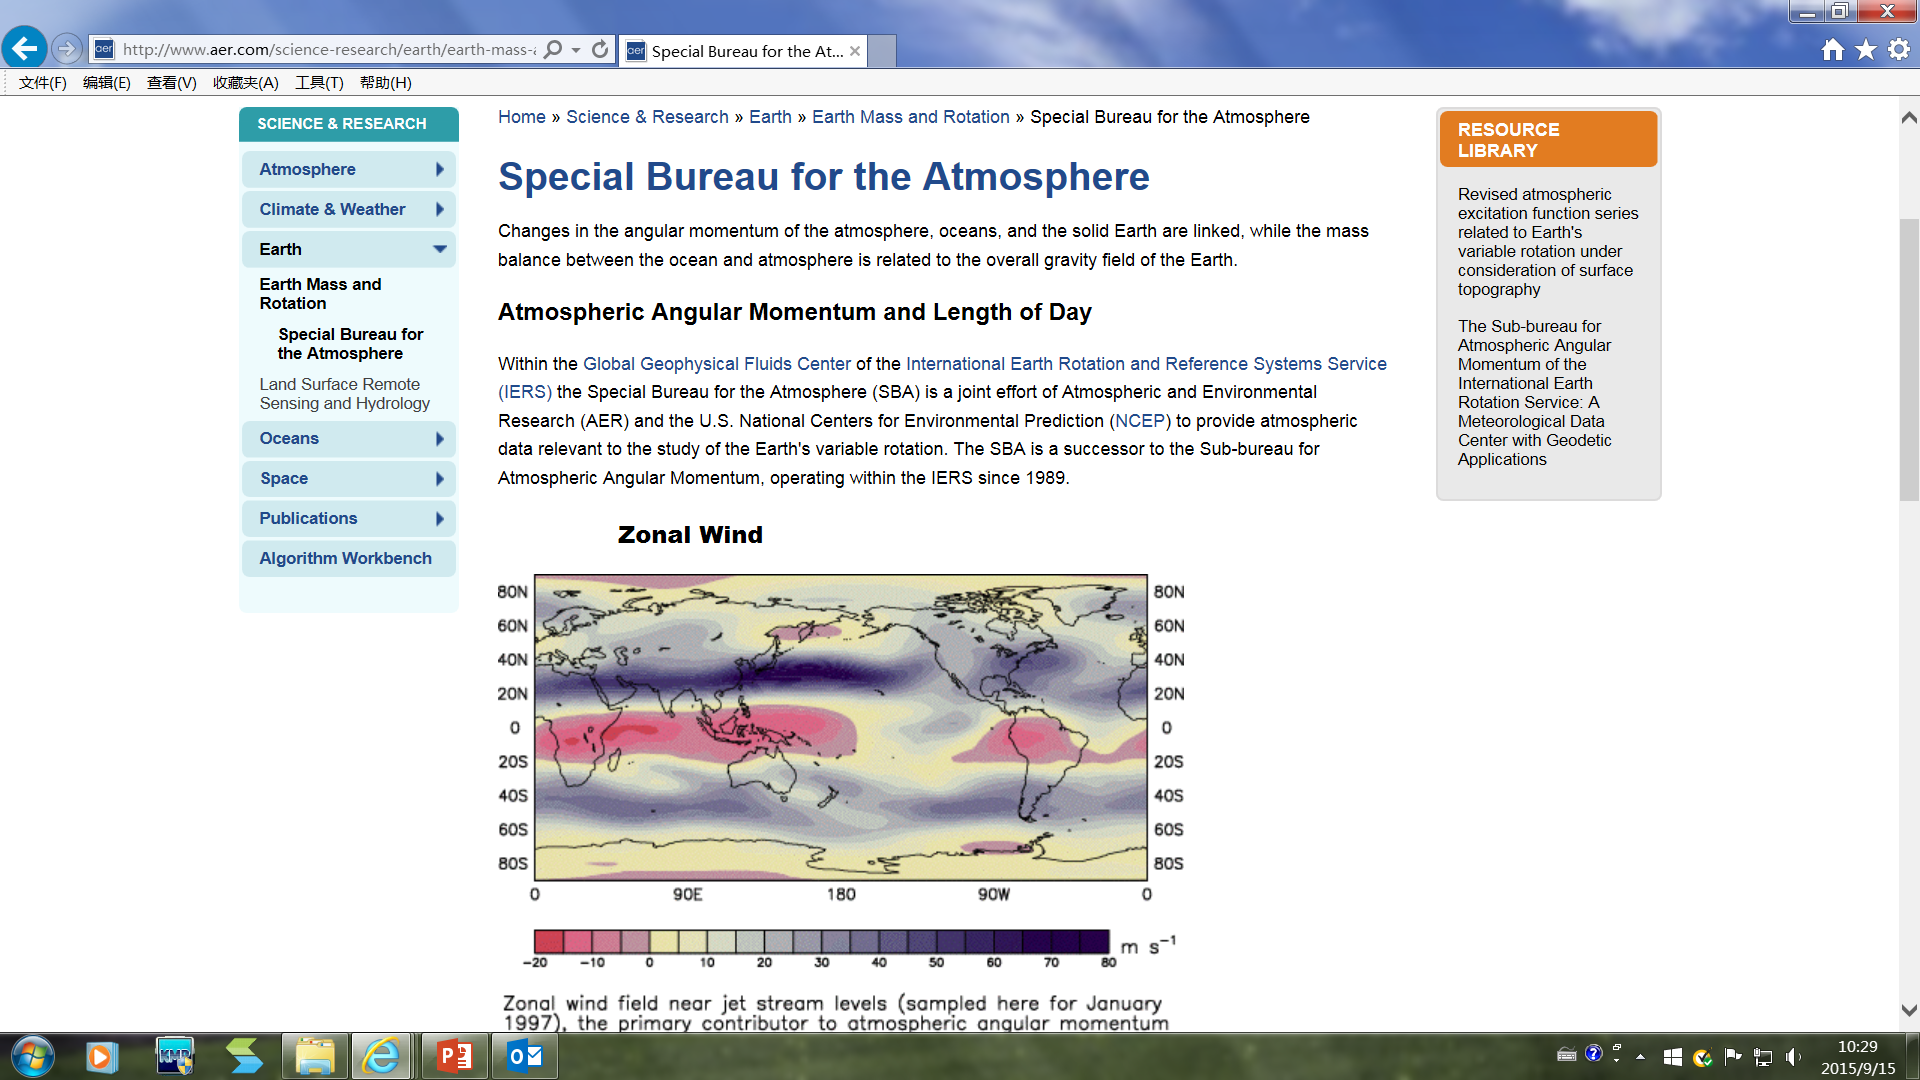 http://www.aer.com/science-research/earth/earth-mass-a
aer Special Bureau for the At...
文件(F) 编辑(E) 查看(V) 收藏夹(A) 工具(T) 帮助(H)
SCIENCE & RESEARCH
Atmosphere
Climate & Weather
Earth
Earth Mass and
Rotation
Special Bureau for
the Atmosphere
Land Surface Remote
Sensing and Hydrology
Oceans
Space
Publications
Algorithm Workbench
Home » Science & Research » Earth » Earth Mass and Rotation » Special Bureau for the Atmosphere
Special Bureau for the Atmosphere
Changes in the angular momentum of the atmosphere, oceans, and the solid Earth are linked, while the mass
balance between the ocean and atmosphere is related to the overall gravity field of the Earth.
Atmospheric Angular Momentum and Length of Day
Within the Global Geophysical Fluids Center of the International Earth Rotation and Reference Systems Service
(IERS) the Special Bureau for the Atmosphere (SBA) is a joint effort of Atmospheric and Environmental
Research (AER) and the U.S. National Centers for Environmental Prediction (NCEP) to provide atmospheric
data relevant to the study of the Earth's variable rotation. The SBA is a successor to the Sub-bureau for
Atmospheric Angular Momentum, operating within the IERS since 1989.
Zonal Wind
80N 80N
60N 60N
40N 40N
20N 20N
0 0
20S 20S
40S 40S
60S 60S
80S 80S
0 90E 180 90W 0
m s⁻¹
−20 −10 0 10 20 30 40 50 60 70 80
Zonal wind field near jet stream levels (sampled here for January
1997), the primary contributor to atmospheric angular momentum
RESOURCE
LIBRARY
Revised atmospheric
excitation function series
related to Earth's
variable rotation under
consideration of surface
topography
The Sub-bureau for
Atmospheric Angular
Momentum of the
International Earth
Rotation Service: A
Meteorological Data
Center with Geodetic
Applications
KMP
10:29
2015/9/15